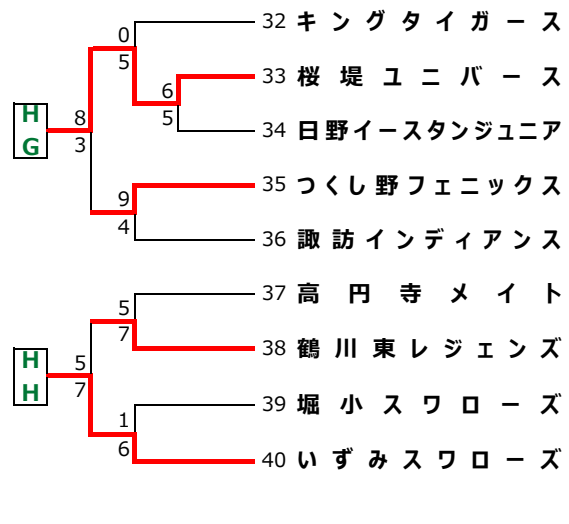 32 キングタイガース
0
5
33 桜堤ユニバース
6
5
34 日野イースタンジュニア
HG
8
3
35 つくし野フェニックス
9
4
36 諏訪インディアンス
37 高円寺メイト
5
7
38 鶴川東レジェンズ
HH
5
7
39 堀小スワローズ
1
6
40 いずみスワローズ